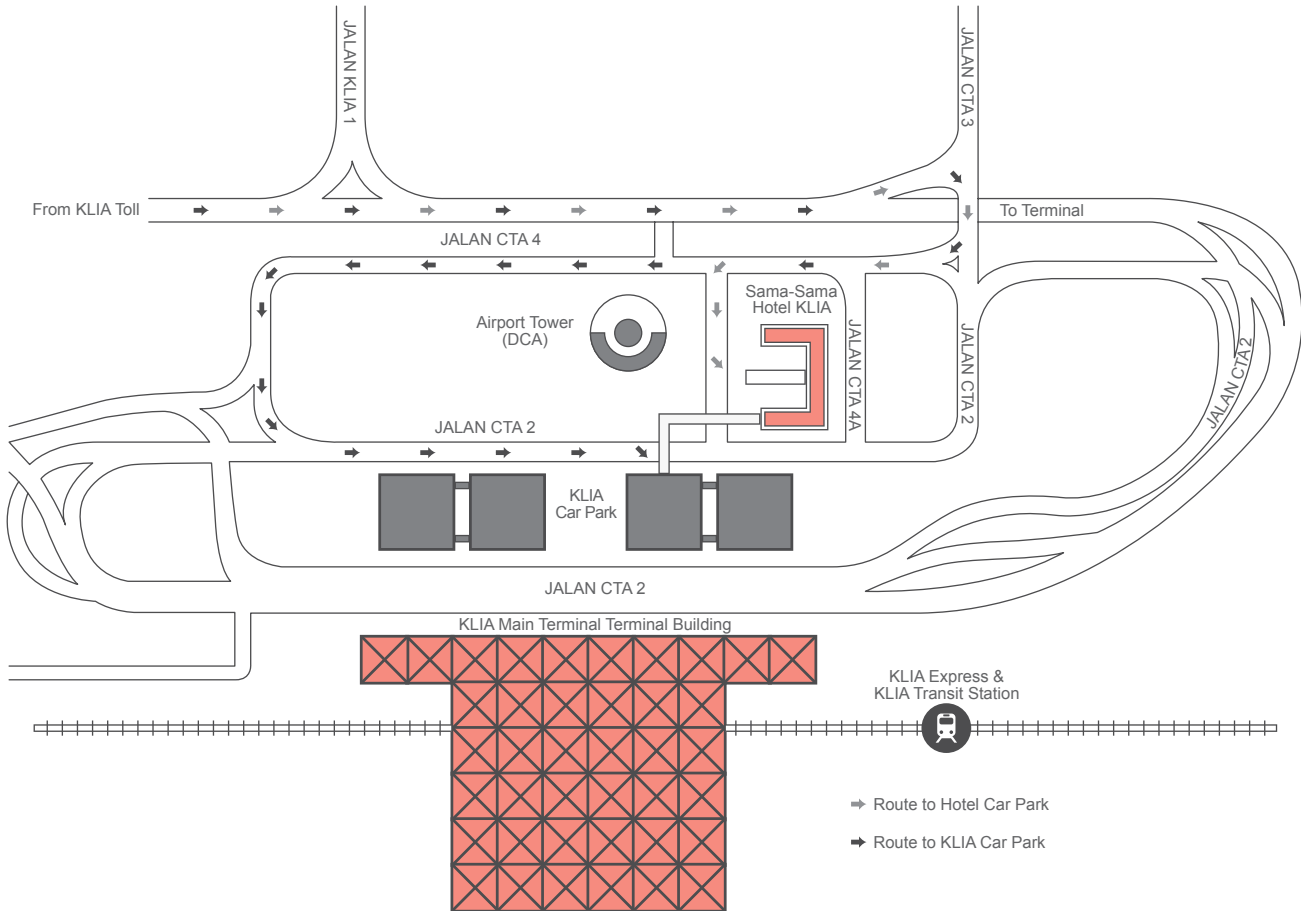 JALAN KLIA 1
JALAN CTA 3
From KLIA Toll
To Terminal
JALAN CTA 4
Sama-Sama
Hotel KLIA
Airport Tower
(DCA)
JALAN CTA 4A
JALAN CTA 2
JALAN CTA 2
JALAN CTA 2
KLIA
Car Park
JALAN CTA 2
KLIA Main Terminal Terminal Building
KLIA Express &
KLIA Transit Station
Route to Hotel Car Park
Route to KLIA Car Park